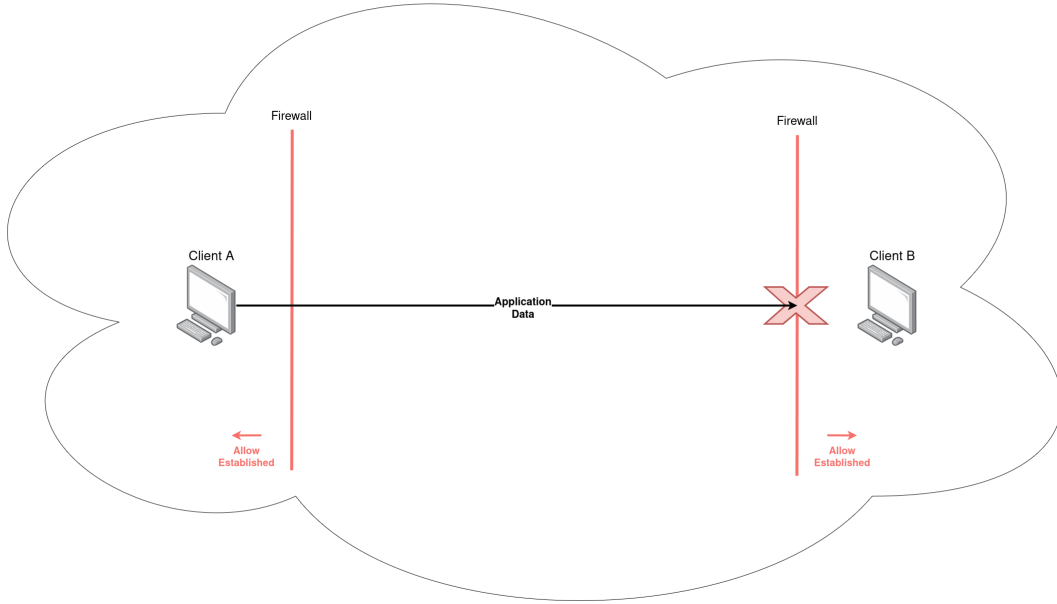 Firewall
Firewall
Client A
Client B
Application
Data
Allow
Established
Allow
Established